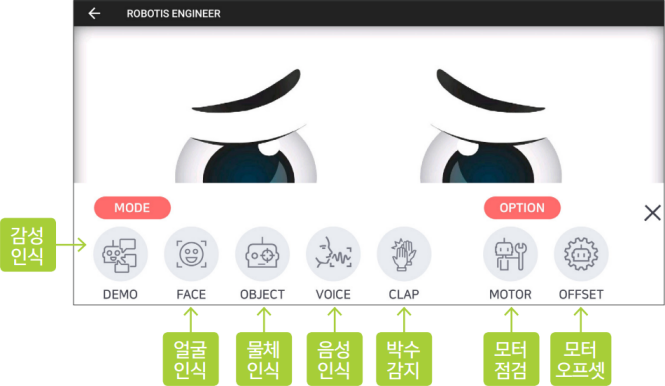 ROBOTIS ENGINEER
MODE
OPTION
감성
인식
DEMO
FACE
OBJECT
VOICE
CLAP
MOTOR
OFFSET
얼굴
인식
물체
인식
음성
인식
박수
감지
모터
점검
모터
오프셋